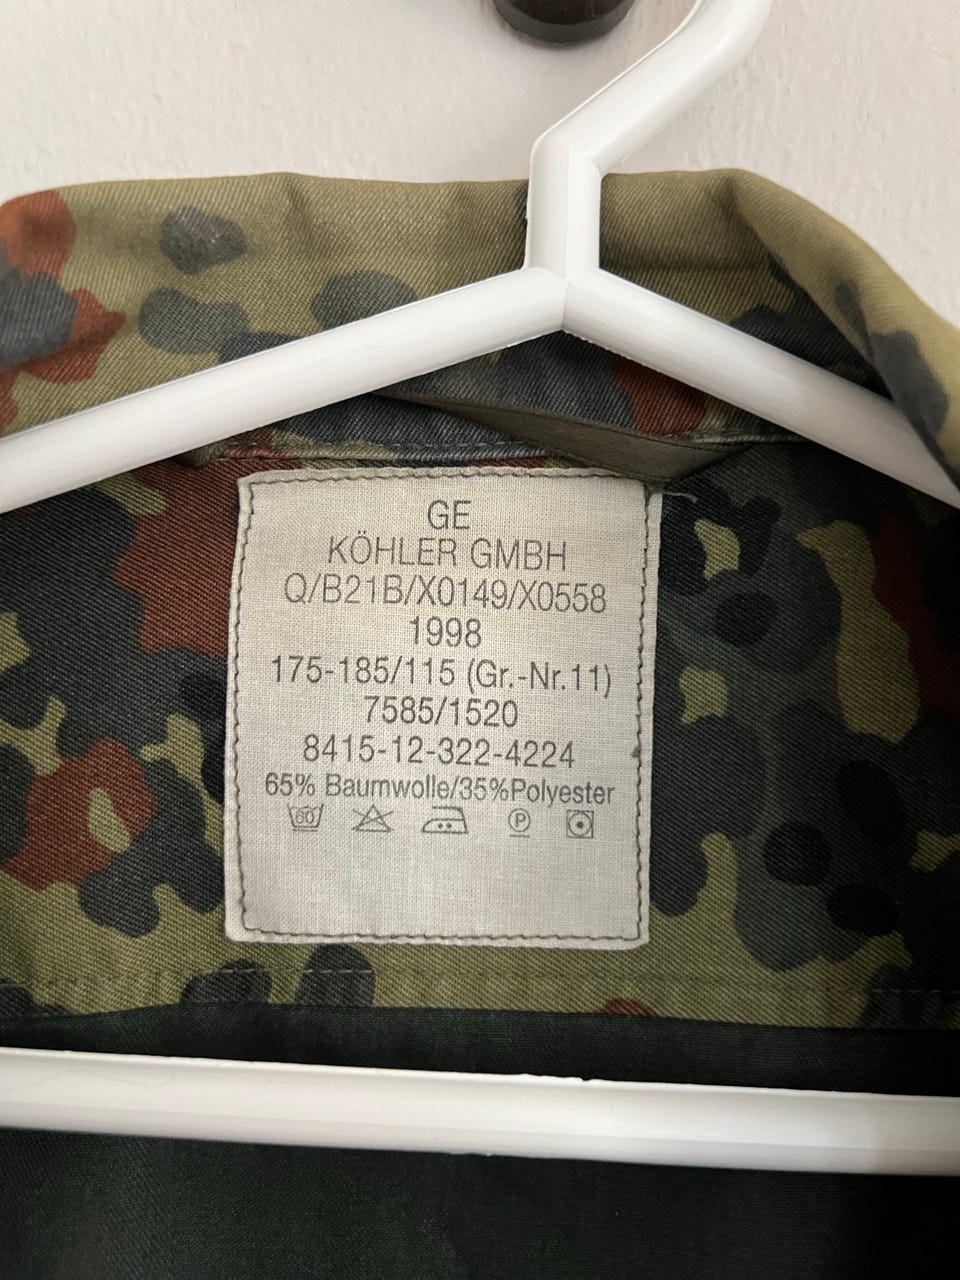 GE
KÖHLER GMBH
Q/B21B/X0149/X0558
1998
175-185/115 (Gr.-Nr.11)
7585/1520
8415-12-322-4224
65% Baumwolle/35%Polyester
60 P